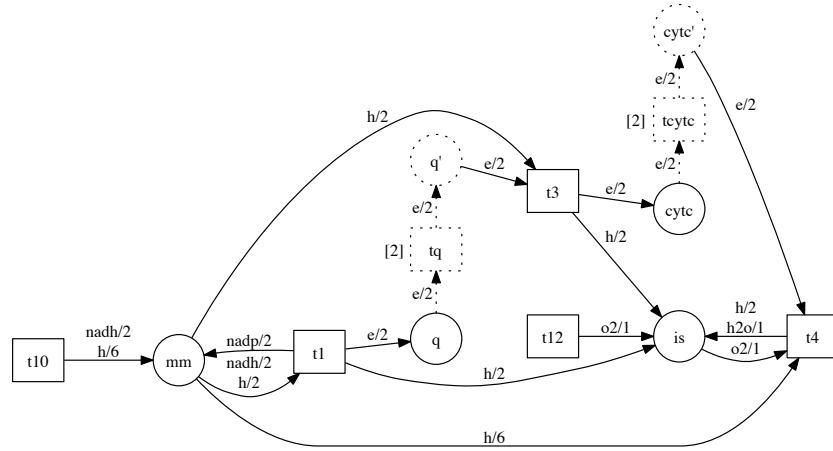 cytc'
e/2
e/2
[2] tcytc
h/2
e/2
q'
e/2
t3
e/2
cytc
e/2
[2] tq
h/2
e/2
nadh/2
h/6
t10
mm
nadp/2
nadh/2
h/2
t1
e/2
q
t12
o2/1
is
h/2
h2o/1
o2/1
t4
h/2
h/6